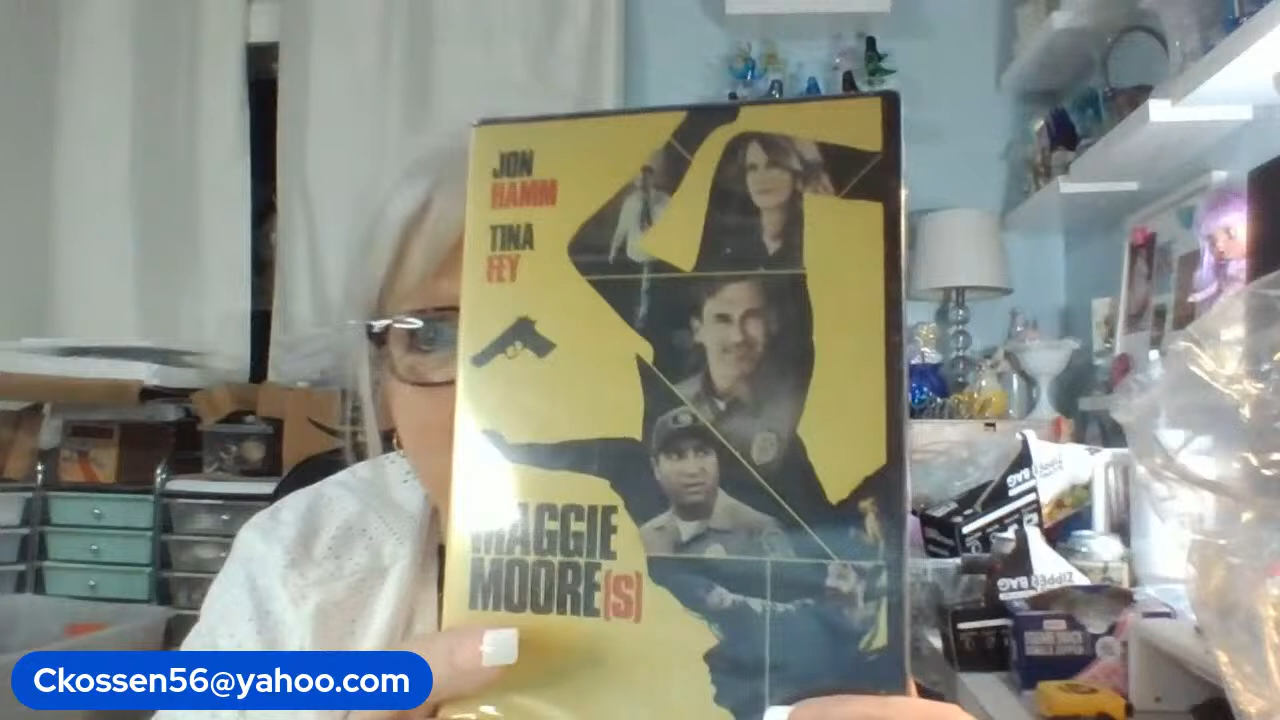 JON
HAMM
TINA
FEY
MAGGIE
MOORE(S)
ZIPPER BAG
Ckossen56@yahoo.com